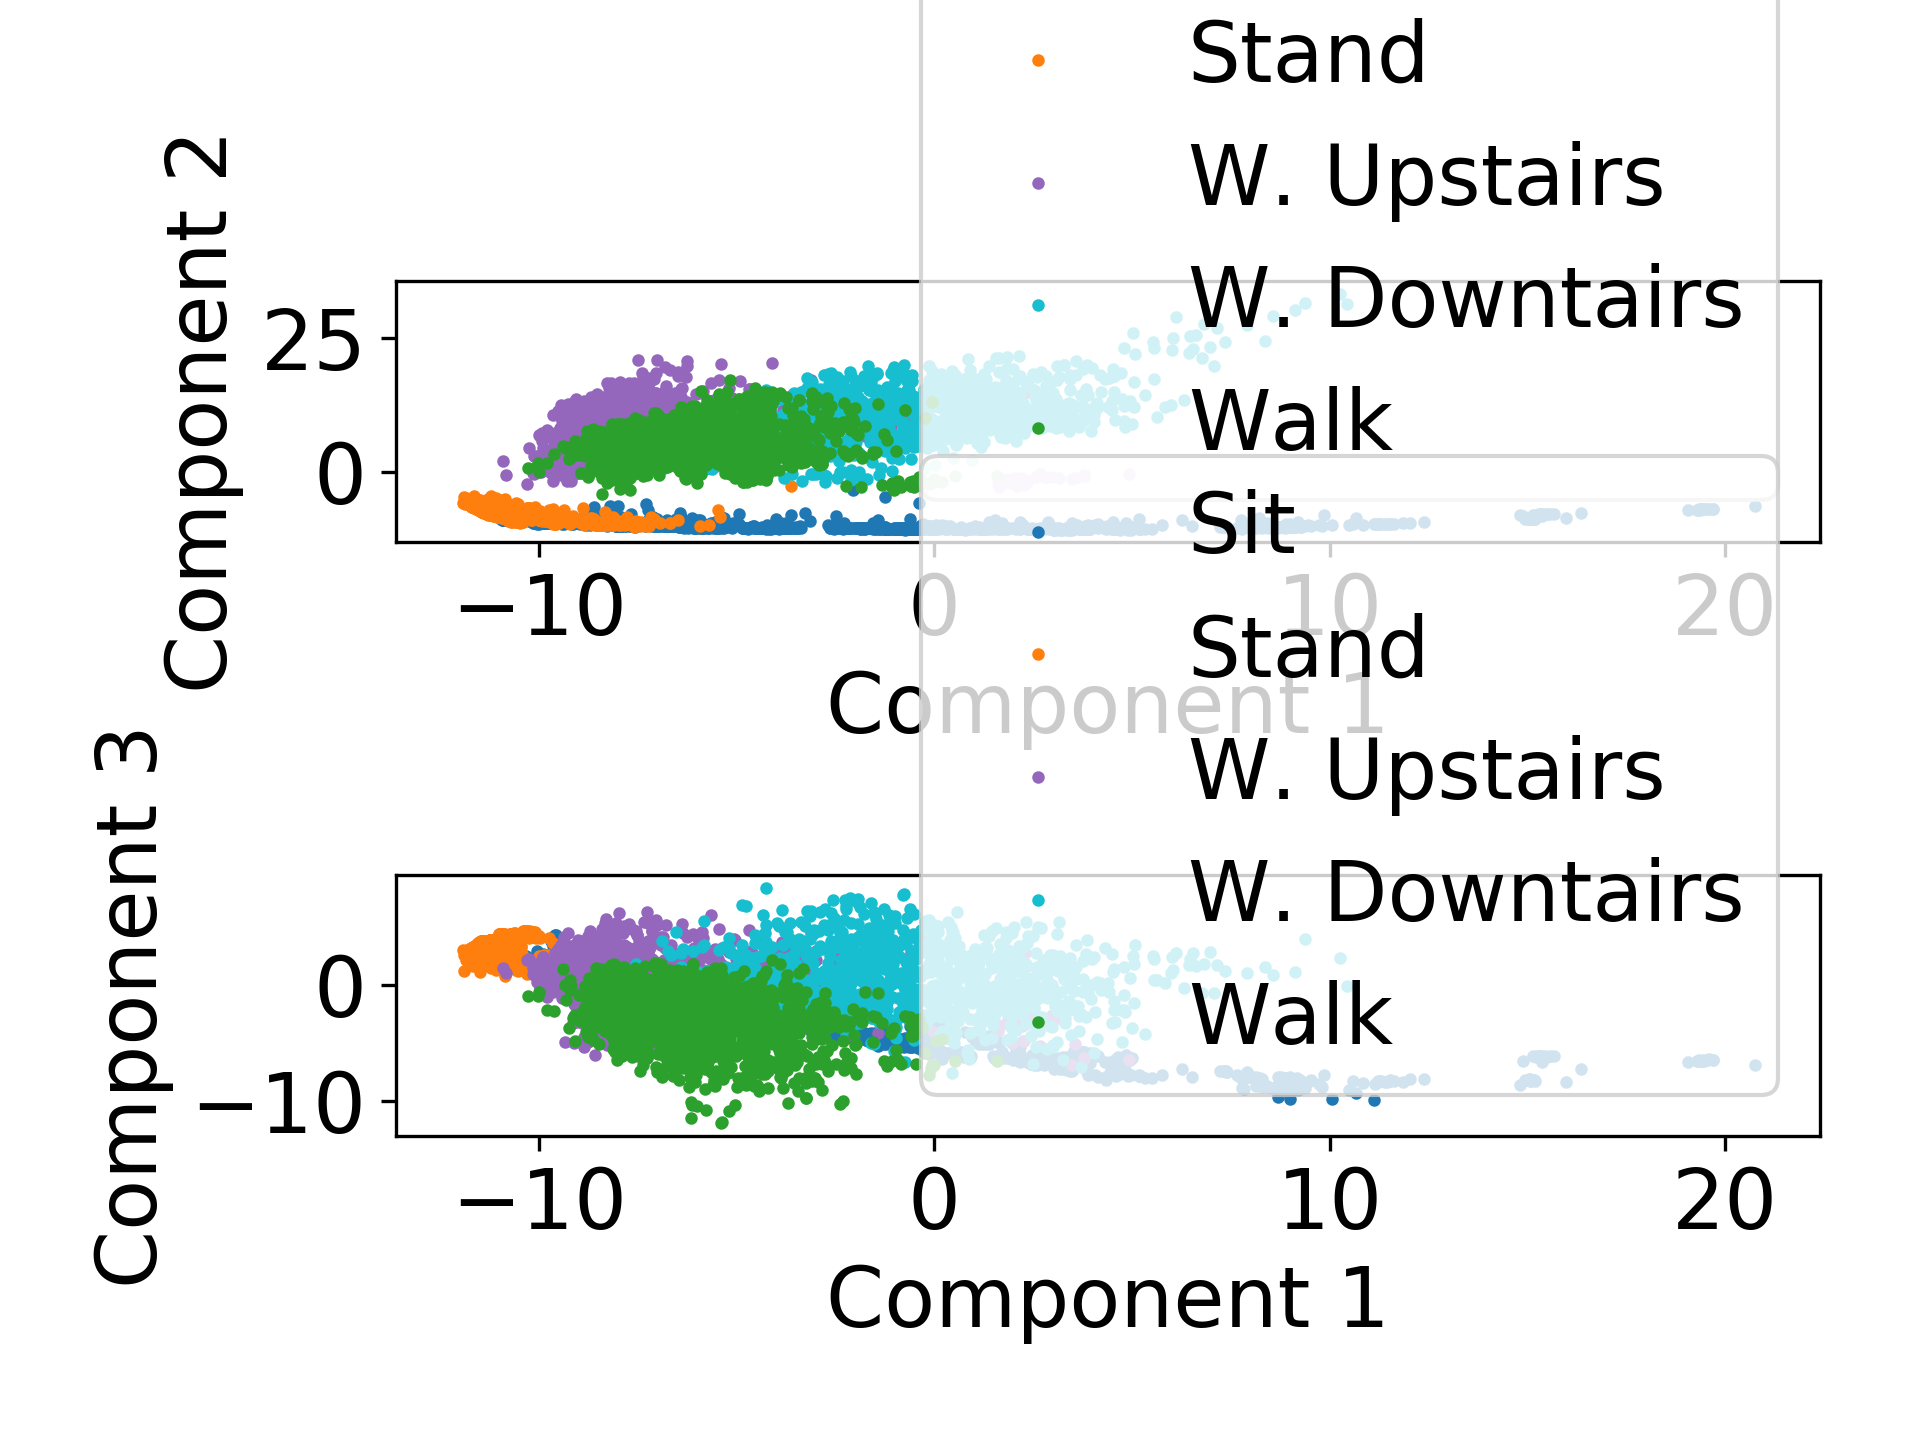 Stand
W. Upstairs
W. Downtairs
Walk
Component 2
25
0
−10
0
10
20
Component 1
Sit
Stand
W. Upstairs
W. Downtairs
Walk
Component 3
0
−10
−10
0
10
20
Component 1